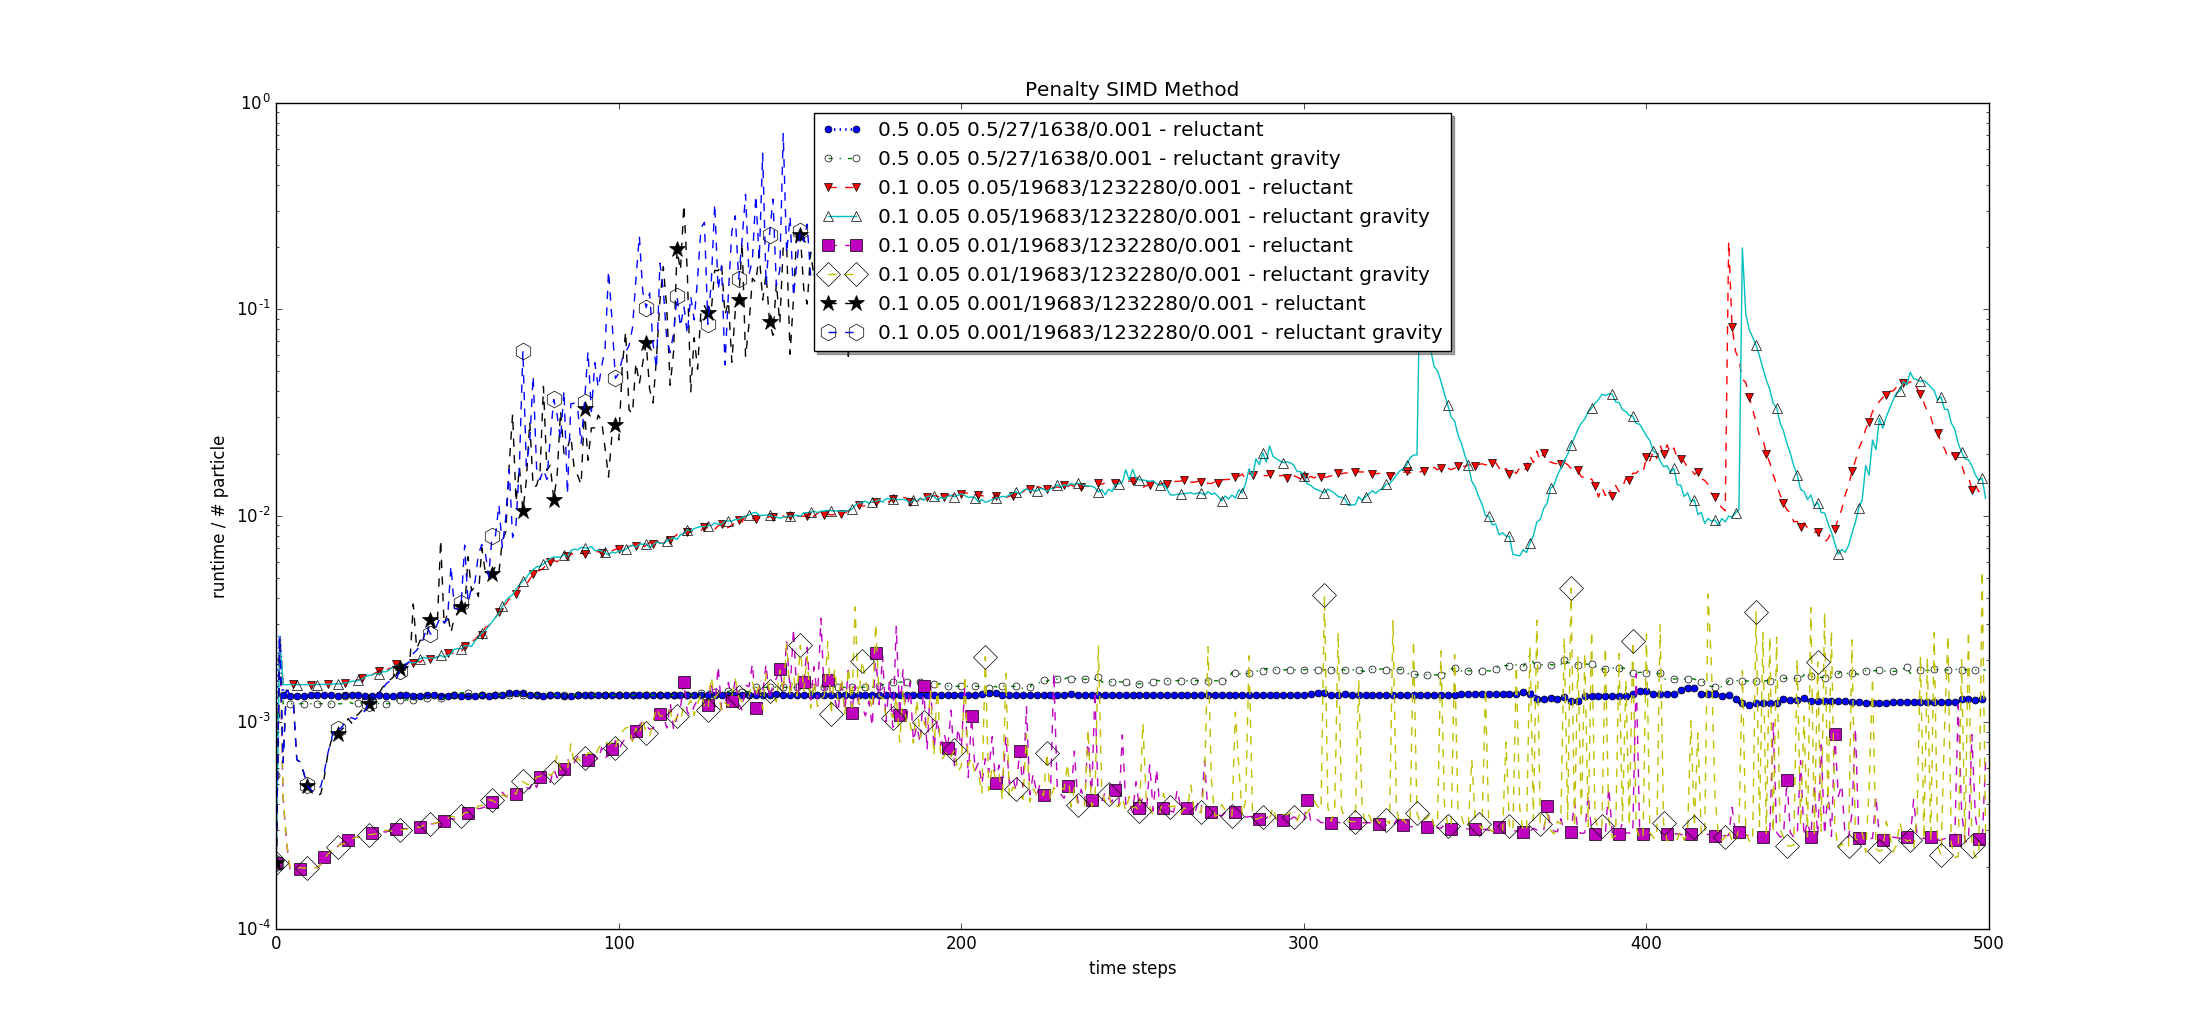 Penalty SIMD Method
10^0
10^-1
10^-2
10^-3
10^-4
runtime / # particle
0.5 0.05 0.5/27/1638/0.001 - reluctant
0.5 0.05 0.5/27/1638/0.001 - reluctant gravity
0.1 0.05 0.05/19683/1232280/0.001 - reluctant
0.1 0.05 0.05/19683/1232280/0.001 - reluctant gravity
0.1 0.05 0.01/19683/1232280/0.001 - reluctant
0.1 0.05 0.01/19683/1232280/0.001 - reluctant gravity
0.1 0.05 0.001/19683/1232280/0.001 - reluctant
0.1 0.05 0.001/19683/1232280/0.001 - reluctant gravity
0 100 200 300 400 500
time steps